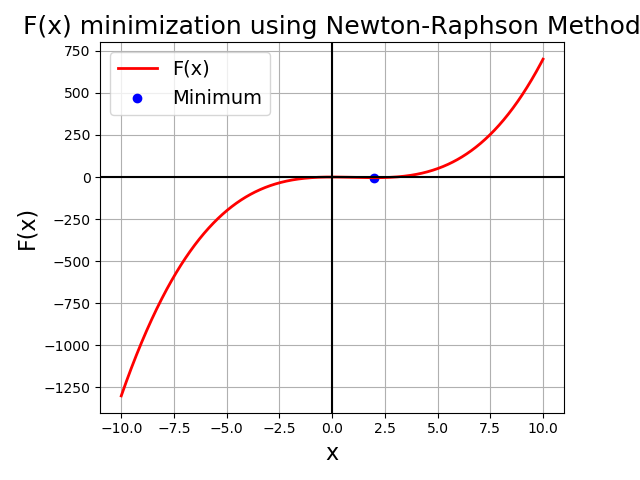 F(x) minimization using Newton-Raphson Method
F(x)
Minimum
750
500
250
0
−250
−500
−750
−1000
−1250
F(x)
−10.0 −7.5 −5.0 −2.5 0.0 2.5 5.0 7.5 10.0
x